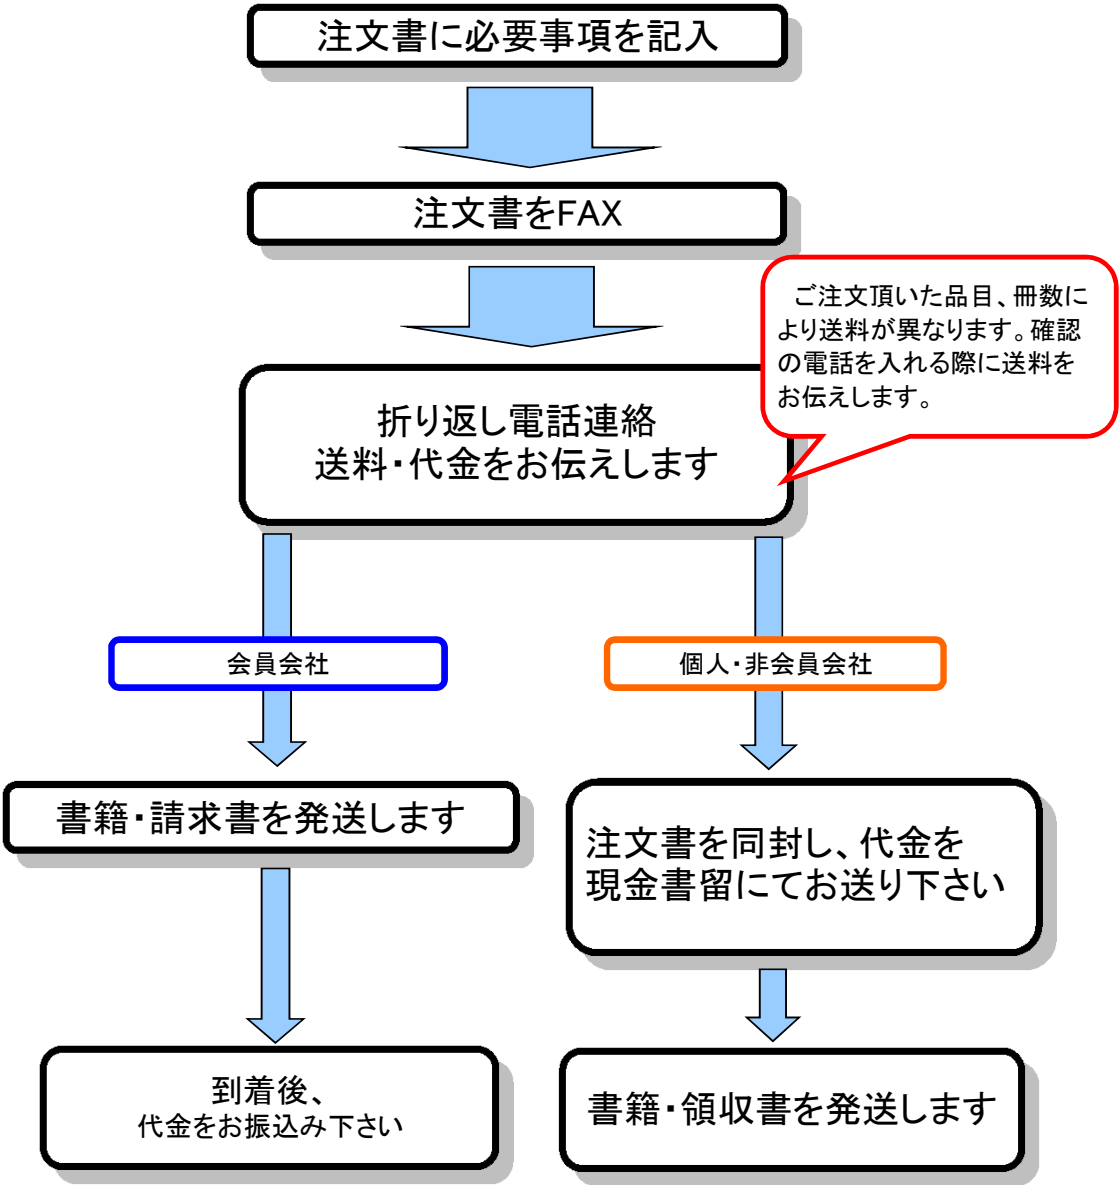 注文書に必要事項を記入
注文書をFAX
ご注文頂いた品目、冊数に
より送料が異なります。確認
の電話を入れる際に送料を
お伝えします。
折り返し電話連絡
送料・代金をお伝えします
会員会社
個人・非会員会社
書籍・請求書を発送します
注文書を同封し、代金を
現金書留にてお送り下さい
到着後、
代金をお振込み下さい
書籍・領収書を発送します